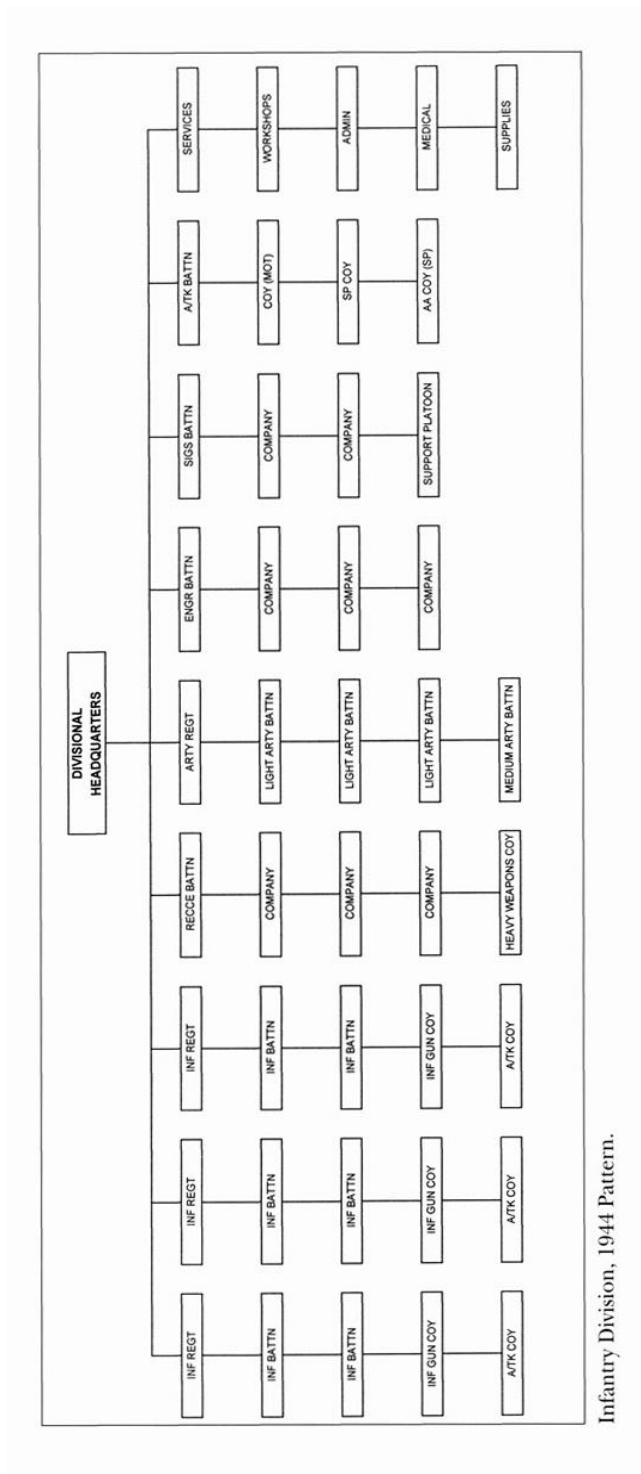 DIVISIONAL
HEADQUARTERS
INF REGT
INF BATTN
INF BATTN
INF GUN COY
A/TK COY
INF REGT
INF BATTN
INF BATTN
INF GUN COY
A/TK COY
INF REGT
INF BATTN
INF BATTN
INF GUN COY
A/TK COY
RECCE BATTN
COMPANY
COMPANY
COMPANY
HEAVY WEAPONS COY
ARTY REGT
LIGHT ARTY BATTN
LIGHT ARTY BATTN
LIGHT ARTY BATTN
MEDIUM ARTY BATTN
ENGR BATTN
COMPANY
COMPANY
COMPANY
SIGS BATTN
COMPANY
COMPANY
SUPPORT PLATOON
A/TK BATTN
COY (MOT)
SP COY
AA COY (SP)
SERVICES
WORKSHOPS
ADMIN
MEDICAL
SUPPLIES
Infantry Division, 1944 Pattern.